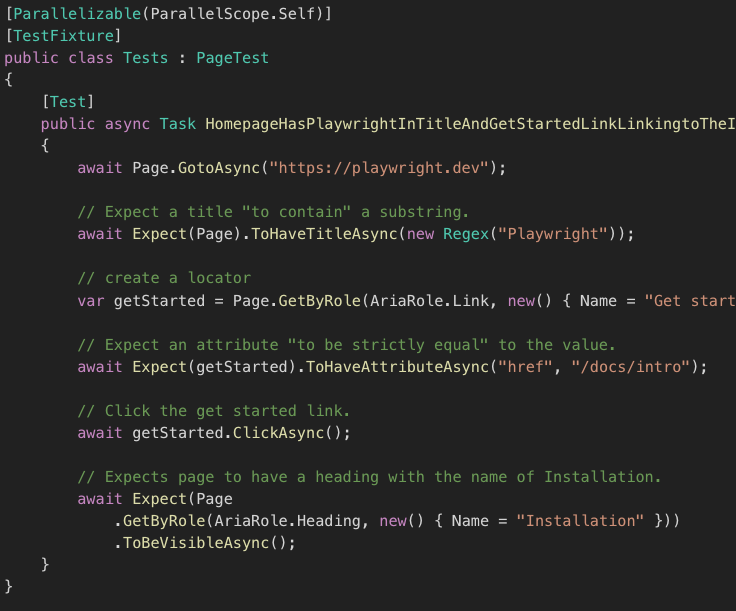 [Parallelizable(ParallelScope.Self)]
[TestFixture]
public class Tests : PageTest
{
    [Test]
    public async Task HomepageHasPlaywrightInTitleAndGetStartedLinkLinkingtoTheI
    {
        await Page.GotoAsync("https://playwright.dev");

        // Expect a title "to contain" a substring.
        await Expect(Page).ToHaveTitleAsync(new Regex("Playwright"));

        // create a locator
        var getStarted = Page.GetByRole(AriaRole.Link, new() { Name = "Get start

        // Expect an attribute "to be strictly equal" to the value.
        await Expect(getStarted).ToHaveAttributeAsync("href", "/docs/intro");

        // Click the get started link.
        await getStarted.ClickAsync();

        // Expects page to have a heading with the name of Installation.
        await Expect(Page
            .GetByRole(AriaRole.Heading, new() { Name = "Installation" }))
            .ToBeVisibleAsync();
    }
}